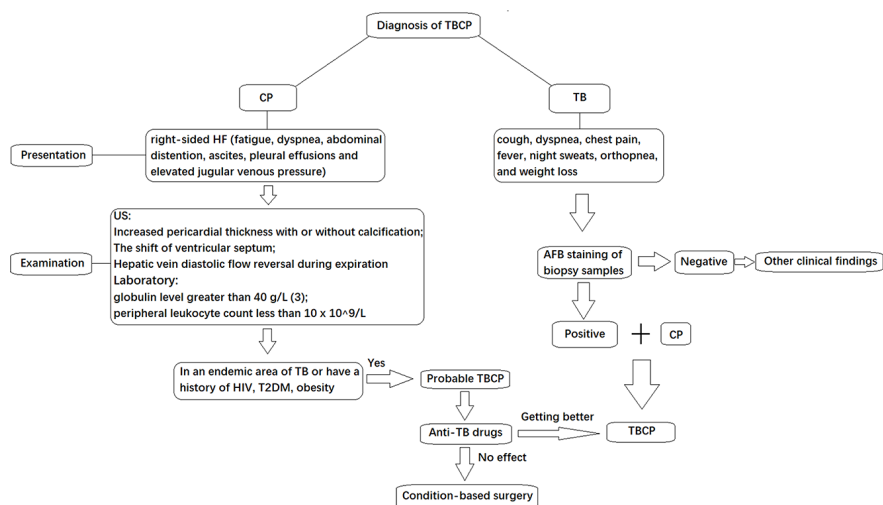 Diagnosis of TBCP
CP
TB
Presentation
right-sided HF (fatigue, dyspnea, abdominal
distention, ascites, pleural effusions and
elevated jugular venous pressure)
cough, dyspnea, chest pain,
fever, night sweats, orthopnea,
and weight loss
Examination
US:
Increased pericardial thickness with or without calcification;
The shift of ventricular septum;
Hepatic vein diastolic flow reversal during expiration
Laboratory:
globulin level greater than 40 g/L (3);
peripheral leukocyte count less than 10 x 10^9/L
AFB staining of
biopsy samples
Negative
Other clinical findings
Positive
CP
In an endemic area of TB or have a
history of HIV, T2DM, obesity
Yes
Probable TBCP
Anti-TB drugs
Getting better
TBCP
No effect
Condition-based surgery